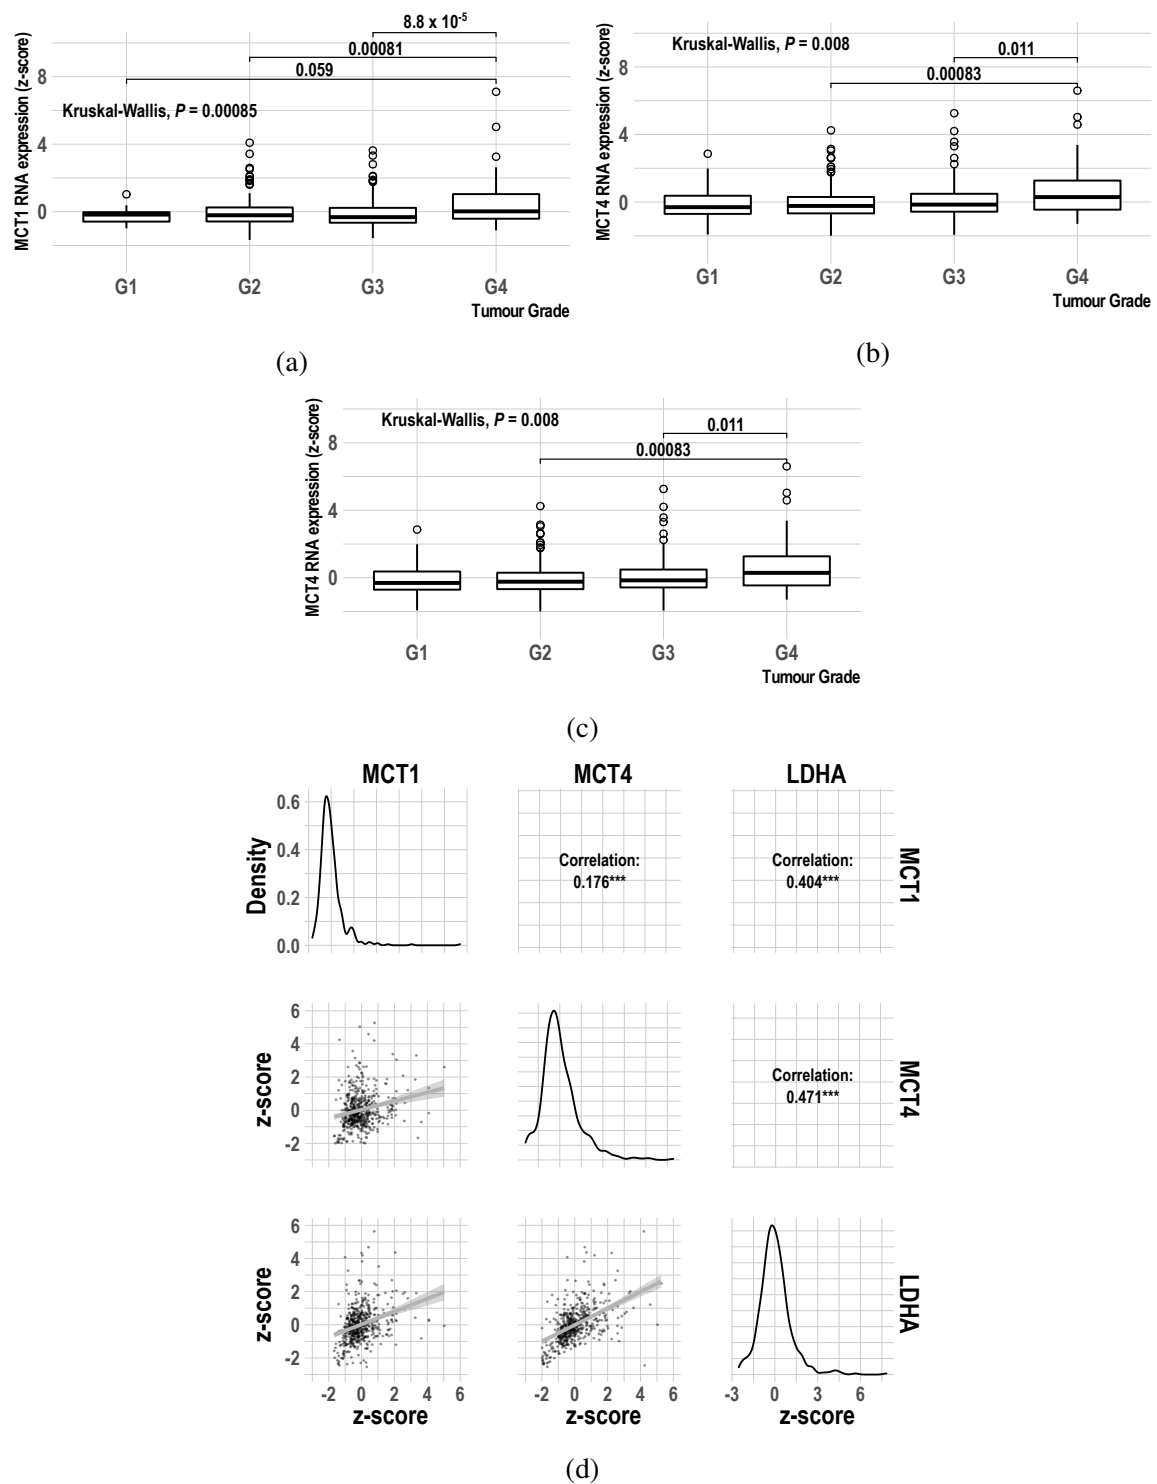 8.8 x 10-5
0.00081
0.059
Kruskal-Wallis, P = 0.00085
MCT1 RNA expression (z-score)
8
4
0
G1 G2 G3 G4
Tumour Grade
(a)
Kruskal-Wallis, P = 0.008
0.011
0.00083
MCT4 RNA expression (z-score)
8
4
0
G1 G2 G3 G4
Tumour Grade
(b)
Kruskal-Wallis, P = 0.008
0.011
0.00083
MCT4 RNA expression (z-score)
8
4
0
G1 G2 G3 G4
Tumour Grade
(c)
MCT1 MCT4 LDHA
Density
0.6
0.4
0.2
0.0
Correlation:
0.176***
Correlation:
0.404***
MCT1
z-score
6
4
2
0
-2
Correlation:
0.471***
MCT4
z-score
6
4
2
0
-2
LDHA
-2 0 2 4 6 -2 0 2 4 6 -3 0 3 6
z-score z-score z-score
(d)